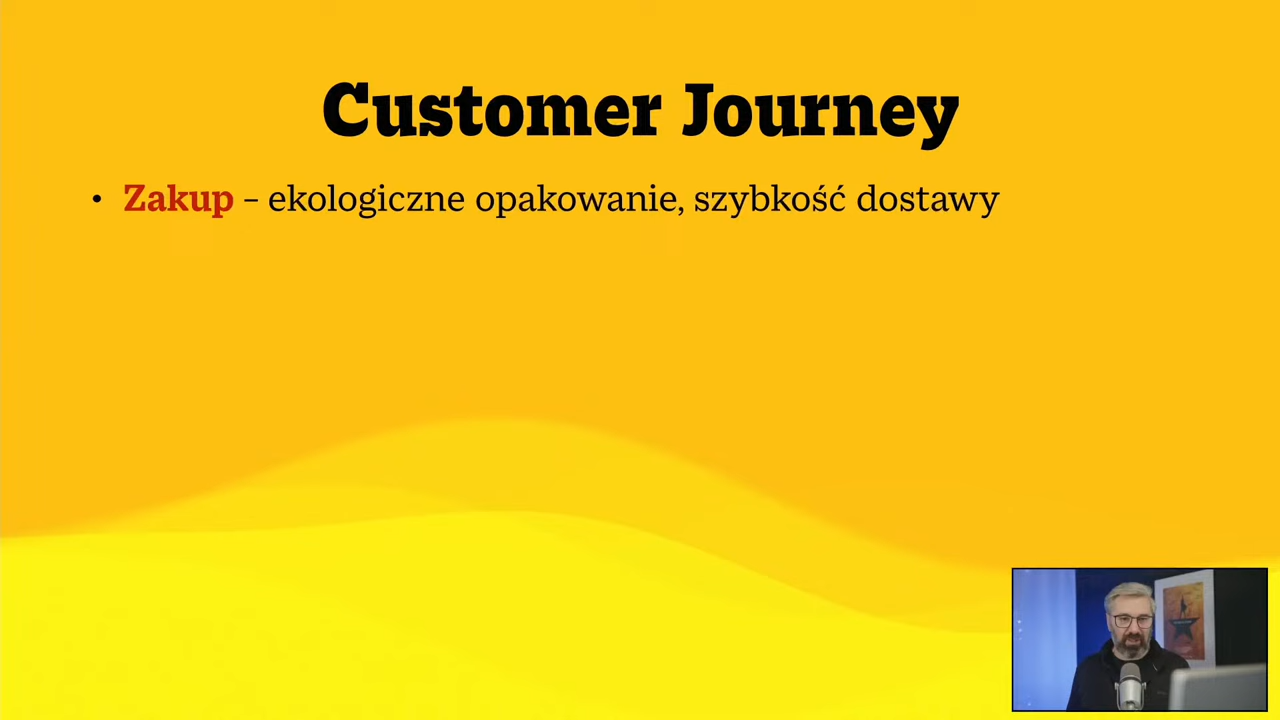 Customer Journey
• Zakup – ekologiczne opakowanie, szybkość dostawy